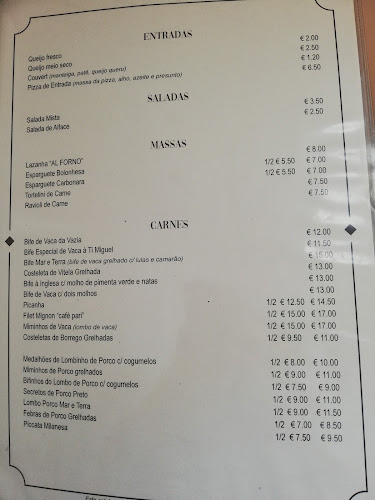 ENTRADAS
Queijo fresco € 2.00
Queijo meio seco € 2.50
Couvert (manteiga, patê, queijo queru) € 1.20
Pizza de Entrada (massa da pizza, alho, azeite e presunto) € 6.50
SALADAS
Salada Mista € 3.50
Salada de Alface € 2.50
MASSAS
Lazanha "AL FORNO" € 8.00
Esparguete Bolonhesa 1/2 € 5.50 € 7.00
Esparguete Carbonara 1/2 € 5.50 € 7.00
Tortelini de Carne € 7.50
Ravioli de Carne € 7.50
CARNES
Bife de Vaca da Vazia € 12.00
Bife Especial de Vaca à Ti Miguel € 11.50
Bife Mar e Terra (bife de vaca grelhado c/ lulas e camarão) € 15.00
Costeleta de Vitela Grelhada € 13.00
Bife à inglesa c/ molho de pimenta verde e natas € 13.00
Bife de Vaca c/ dois molhos € 13.00
Picanha 1/2 € 12.50 € 14.50
Filet Mignon "café pari" 1/2 € 15.00 € 17.00
Miminhos de Vaca (lombo de vaca) 1/2 € 15.00 € 17.00
Costeletas de Borrego Grelhadas 1/2 € 9.50 € 11.00
Medalhões de Lombinho de Porco c/ cogumelos 1/2 € 8.00 € 10.00
Miminhos de Porco grelhados 1/2 € 9.00 € 11.00
Bifinhos do Lombo de Porco c/ cogumelos 1/2 € 7.50 € 9.00
Secretos de Porco Preto 1/2 € 9.00 € 11.00
Lombo Porco Mar e Terra 1/2 € 9.00 € 11.00
Febras de Porco Grelhadas 1/2 € 7.00 € 8.50
Piccata Milanesa 1/2 € 7.50 € 9.50